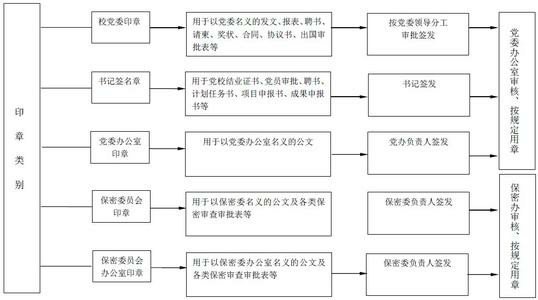 印章类别
校党委印章
用于以党委名义的发文、报表、聘书、
请柬、奖状、合同、协议书、出国审
批表等
按党委领导分工
审批签发
书记签名章
用于党校结业证书、党员审批、聘书、
计划任务书、项目申报书、成果申报
书等
书记签发
党委办公室
印章
用于以党委办公室名义的公文
党办负责人签发
党委办公室审核、按规定用章
保密委员会
印章
用于以保密委名义的公文及各类保
密审查审批表等
保密委负责人签发
保密委员会
办公室印章
用于以保密委办公室名义的公文及
各类保密审查审批表等
保密委负责人签发
保密办审核、按规定用章